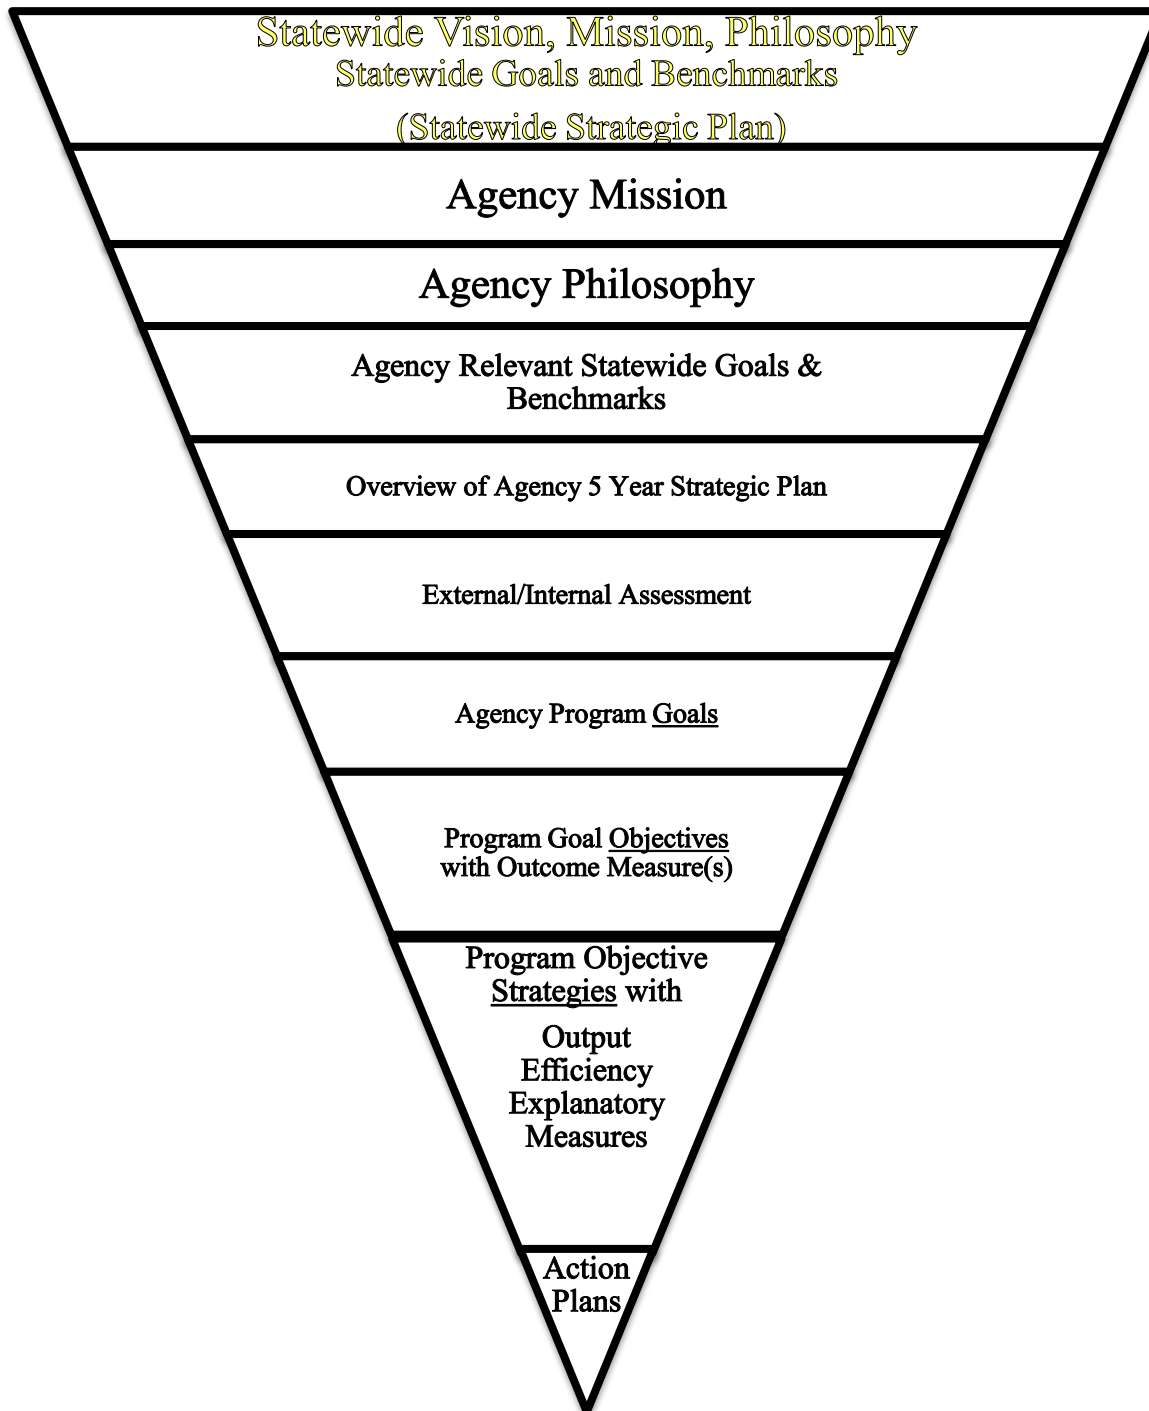 Statewide Vision, Mission, Philosophy
Statewide Goals and Benchmarks
(Statewide Strategic Plan)
Agency Mission
Agency Philosophy
Agency Relevant Statewide Goals &
Benchmarks
Overview of Agency 5 Year Strategic Plan
External/Internal Assessment
Agency Program Goals
Program Goal Objectives
with Outcome Measure(s)
Program Objective
Strategies with
Output
Efficiency
Explanatory
Measures
Action
Plans